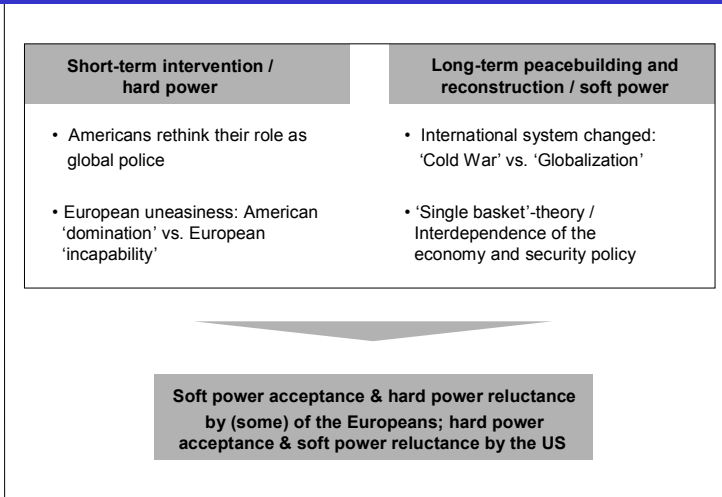 Short-term intervention /
hard power
• Americans rethink their role as
global police
• European uneasiness: American
‘domination’ vs. European
‘incapability’
Long-term peacebuilding and
reconstruction / soft power
• International system changed:
‘Cold War’ vs. ‘Globalization’
• ‘Single basket’-theory /
Interdependence of the
economy and security policy
Soft power acceptance & hard power reluctance
by (some) of the Europeans; hard power
acceptance & soft power reluctance by the US